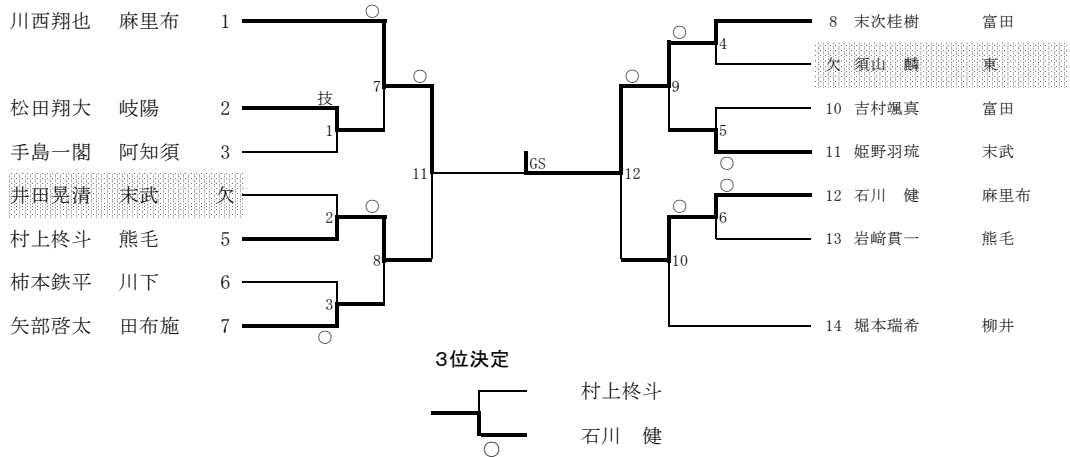 川西翔也 麻里布 1
松田翔大 岐陽 2
手島一閣 阿知須 3
井田晃清 末武 欠
村上柊斗 熊毛 5
柿本鉄平 川下 6
矢部啓太 田布施 7
○
7
○
技
1
11
2
○
8
3
○
GS
12
○
○
9
4
5
○
○
○
6
10
8 末次桂樹 富田
欠 須山 麟 東
10 吉村颯真 富田
11 姫野羽琉 末武
12 石川 健 麻里布
13 岩﨑貫一 熊毛
14 堀本瑞希 柳井
3位決定
村上柊斗
石川 健
○